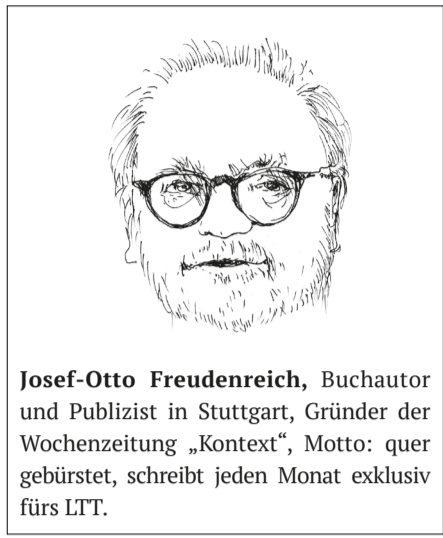 Josef-Otto Freudenreich, Buchautor
und Publizist in Stuttgart, Gründer der
Wochenzeitung „Kontext“, Motto: quer
gebürstet, schreibt jeden Monat exklusiv
fürs LTT.